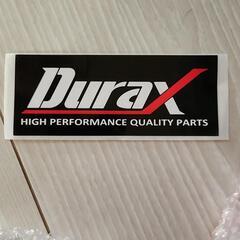 Durax
HIGH PERFORMANCE QUALITY PARTS